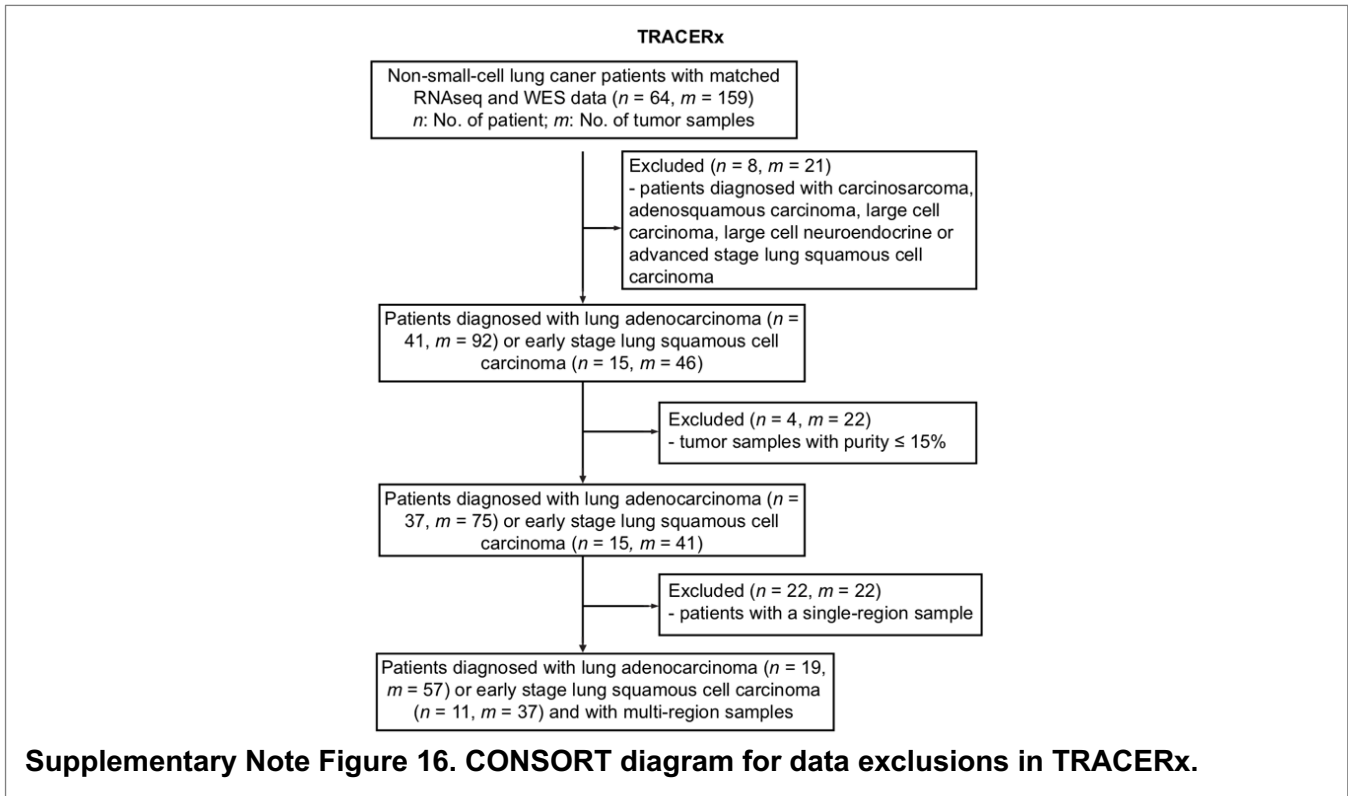 TRACERx
Non-small-cell lung caner patients with matched
RNAseq and WES data (n = 64, m = 159)
n: No. of patient; m: No. of tumor samples
Excluded (n = 8, m = 21)
- patients diagnosed with carcinosarcoma,
adenosquamous carcinoma, large cell
carcinoma, large cell neuroendocrine or
advanced stage lung squamous cell
carcinoma
Patients diagnosed with lung adenocarcinoma (n =
41, m = 92) or early stage lung squamous cell
carcinoma (n = 15, m = 46)
Excluded (n = 4, m = 22)
- tumor samples with purity ≤ 15%
Patients diagnosed with lung adenocarcinoma (n =
37, m = 75) or early stage lung squamous cell
carcinoma (n = 15, m = 41)
Excluded (n = 22, m = 22)
- patients with a single-region sample
Patients diagnosed with lung adenocarcinoma (n = 19,
m = 57) or early stage lung squamous cell carcinoma
(n = 11, m = 37) and with multi-region samples
Supplementary Note Figure 16. CONSORT diagram for data exclusions in TRACERx.